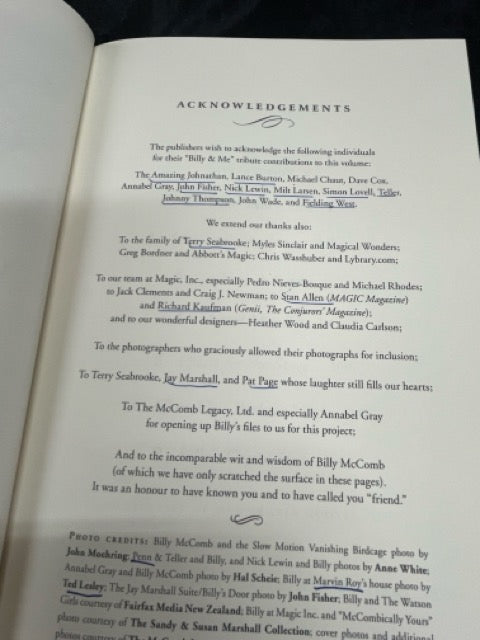 ACKNOWLEDGEMENTS
The publishers wish to acknowledge the following individuals
for their "Billy & Me" tribute contributions to this volume:
The Amazing Johnathan, Lance Burton, Michael Chaut, Dave Cox,
Annabel Gray, John Fisher, Nick Lewin, Milt Larsen, Simon Lovell, Teller,
Johnny Thompson, John Wade, and Fielding West.
We extend our thanks also:
To the family of Terry Seabrooke; Myles Sinclair and Magical Wonders;
Greg Bordner and Abbott's Magic; Chris Wasshuber and Lybrary.com;
To our team at Magic, Inc., especially Pedro Nieves-Bosque and Michael Rhodes;
to Jack Clements and Craig J. Newman; to Stan Allen (MAGIC Magazine)
and Richard Kaufman (Genii, The Conjurors' Magazine);
and to our wonderful designers—Heather Wood and Claudia Carlson;
To the photographers who graciously allowed their photographs for inclusion;
To Terry Seabrooke, Jay Marshall, and Pat Page whose laughter still fills our hearts;
To The McComb Legacy, Ltd. and especially Annabel Gray
for opening up Billy's files to us for this project;
And to the incomparable wit and wisdom of Billy McComb
(of which we have only scratched the surface in these pages).
It was an honour to have known you and to have called you "friend."
PHOTO CREDITS: Billy McComb and the Slow Motion Vanishing Birdcage photo by
John Moehring; Penn & Teller and Billy, and Nick Lewin and Billy photos by Anne White;
Annabel Gray and Billy McComb photo by Hal Schele; Billy at Marvin Roy's house photo by
Ted Lesley; The Jay Marshall Suite/Billy's Door photo by John Fisher; Billy and The Watson
Girls courtesy of Fairfax Media New Zealand; Billy at Magic Inc. and "McCombically Yours"
photo courtesy of The Sandy & Susan Marshall Collection; cover photos and additional
photos courtesy of The